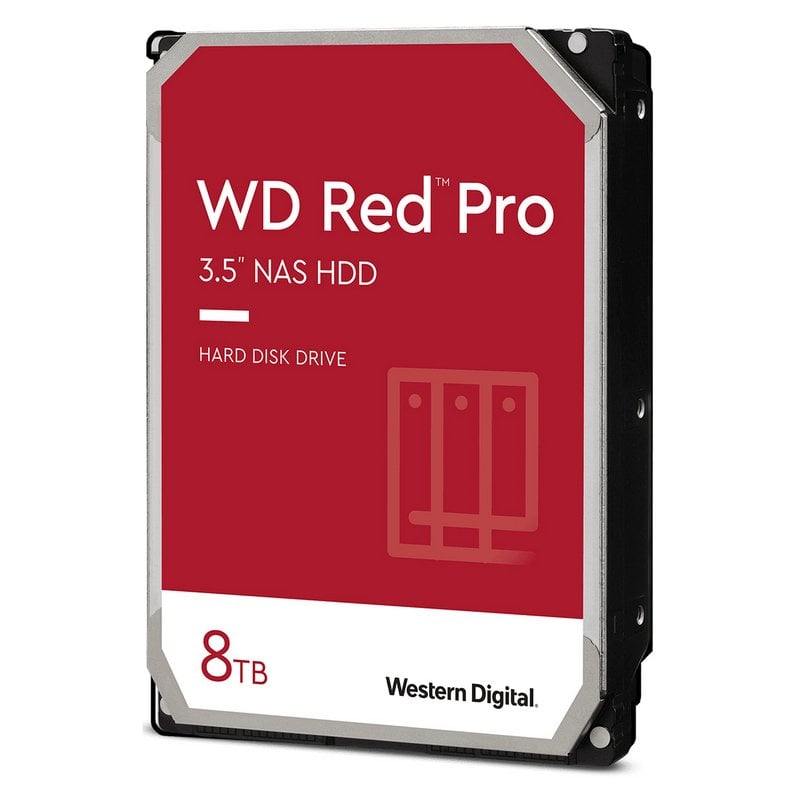 WD Red™ Pro
3.5" NAS HDD
HARD DISK DRIVE
8TB
Western Digital.